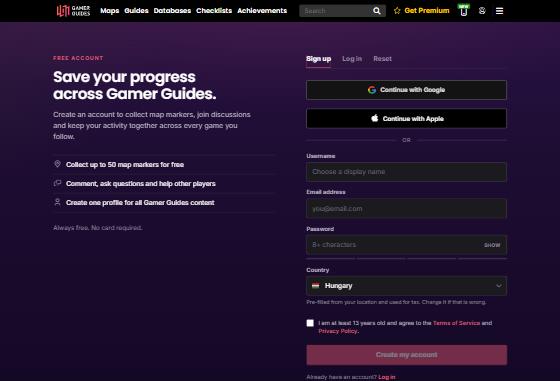 GAMER GUIDES
Maps Guides Databases Checklists Achievements
Search
Get Premium
NEW
FREE ACCOUNT
Save your progress
across Gamer Guides.
Create an account to collect map markers, join discussions
and keep your activity together across every game you
follow.
Collect up to 50 map markers for free
Comment, ask questions and help other players
Create one profile for all Gamer Guides content
Always free. No card required.
Sign up Log in Reset
Continue with Google
Continue with Apple
OR
Username
Choose a display name
Email address
you@email.com
Password
8+ characters SHOW
Country
Hungary
Pre-filled from your location and used for tax. Change it if that is wrong.
I am at least 13 years old and agree to the Terms of Service and
Privacy Policy.
Create my account
Already have an account? Log in